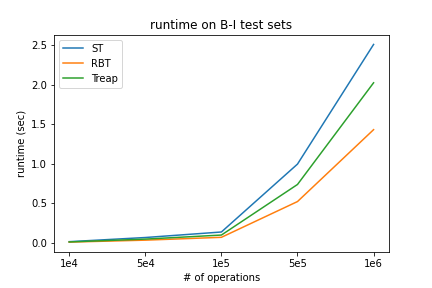 runtime on B-I test sets
ST
RBT
Treap
runtime (sec)
2.5
2.0
1.5
1.0
0.5
0.0
1e4 5e4 1e5 5e5 1e6
# of operations